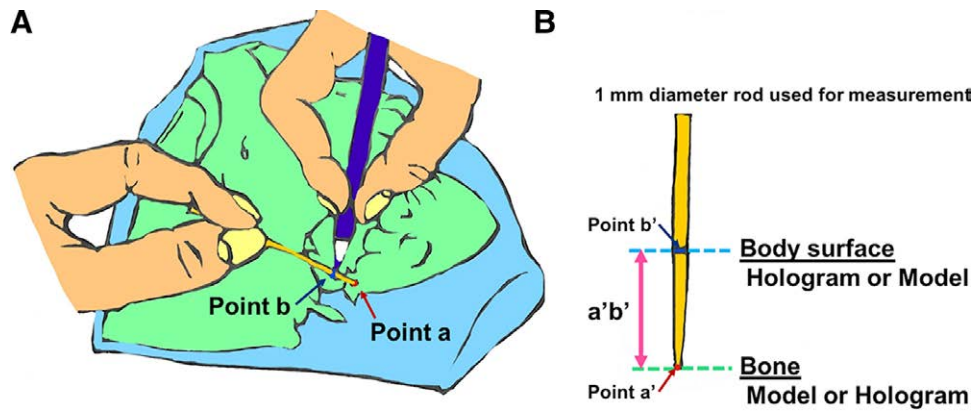 A
Point b
Point a
B
1 mm diameter rod used for measurement
Point b'
Body surface
Hologram or Model
a'b'
Bone
Point a'
Model or Hologram